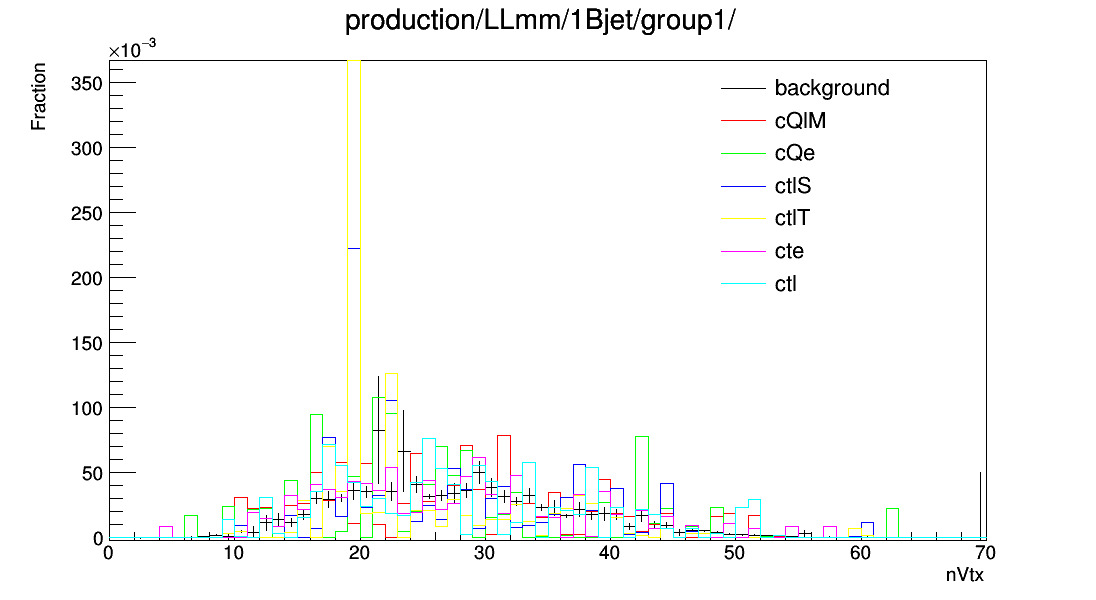 production/LLmm/1Bjet/group1/
×10⁻³
Fraction
350
300
250
200
150
100
50
0
background
cQlM
cQe
ctlS
ctlT
cte
ctl
0 10 20 30 40 50 60 70
nVtx